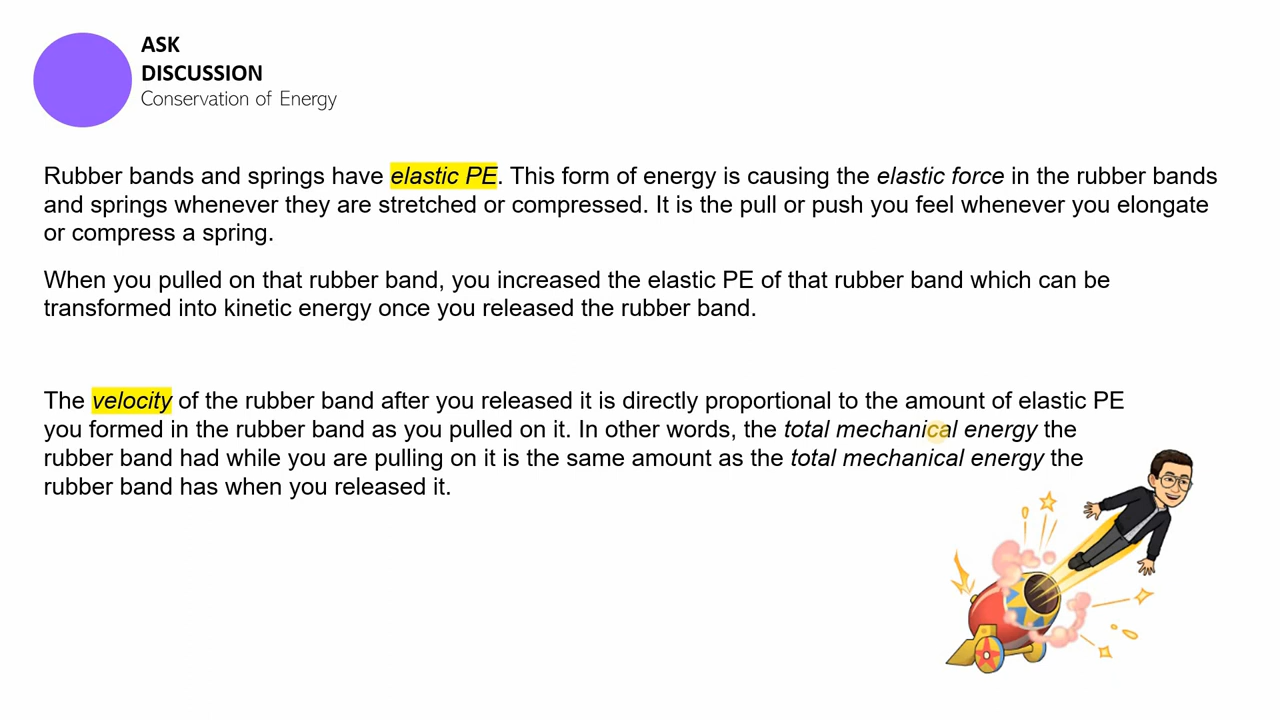 ASK
DISCUSSION
Conservation of Energy
Rubber bands and springs have elastic PE. This form of energy is causing the elastic force in the rubber bands
and springs whenever they are stretched or compressed. It is the pull or push you feel whenever you elongate
or compress a spring.
When you pulled on that rubber band, you increased the elastic PE of that rubber band which can be
transformed into kinetic energy once you released the rubber band.
The velocity of the rubber band after you released it is directly proportional to the amount of elastic PE
you formed in the rubber band as you pulled on it. In other words, the total mechanical energy the
rubber band had while you are pulling on it is the same amount as the total mechanical energy the
rubber band has when you released it.